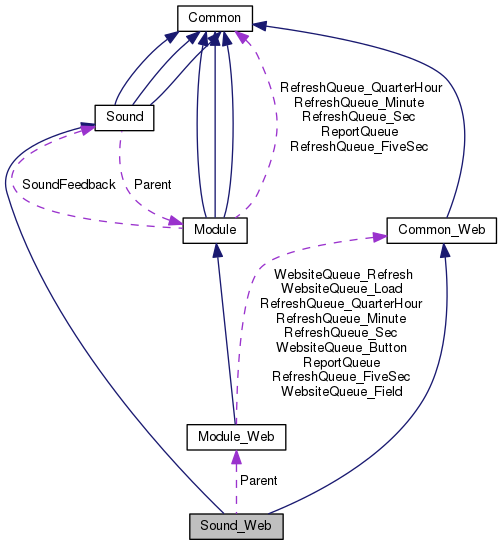 Common
RefreshQueue_QuarterHour
RefreshQueue_Minute
RefreshQueue_Sec
ReportQueue
RefreshQueue_FiveSec
Sound
SoundFeedback
Parent
Module
Common_Web
WebsiteQueue_Refresh
WebsiteQueue_Load
RefreshQueue_QuarterHour
RefreshQueue_Minute
RefreshQueue_Sec
WebsiteQueue_Button
ReportQueue
RefreshQueue_FiveSec
WebsiteQueue_Field
Module_Web
Parent
Sound_Web